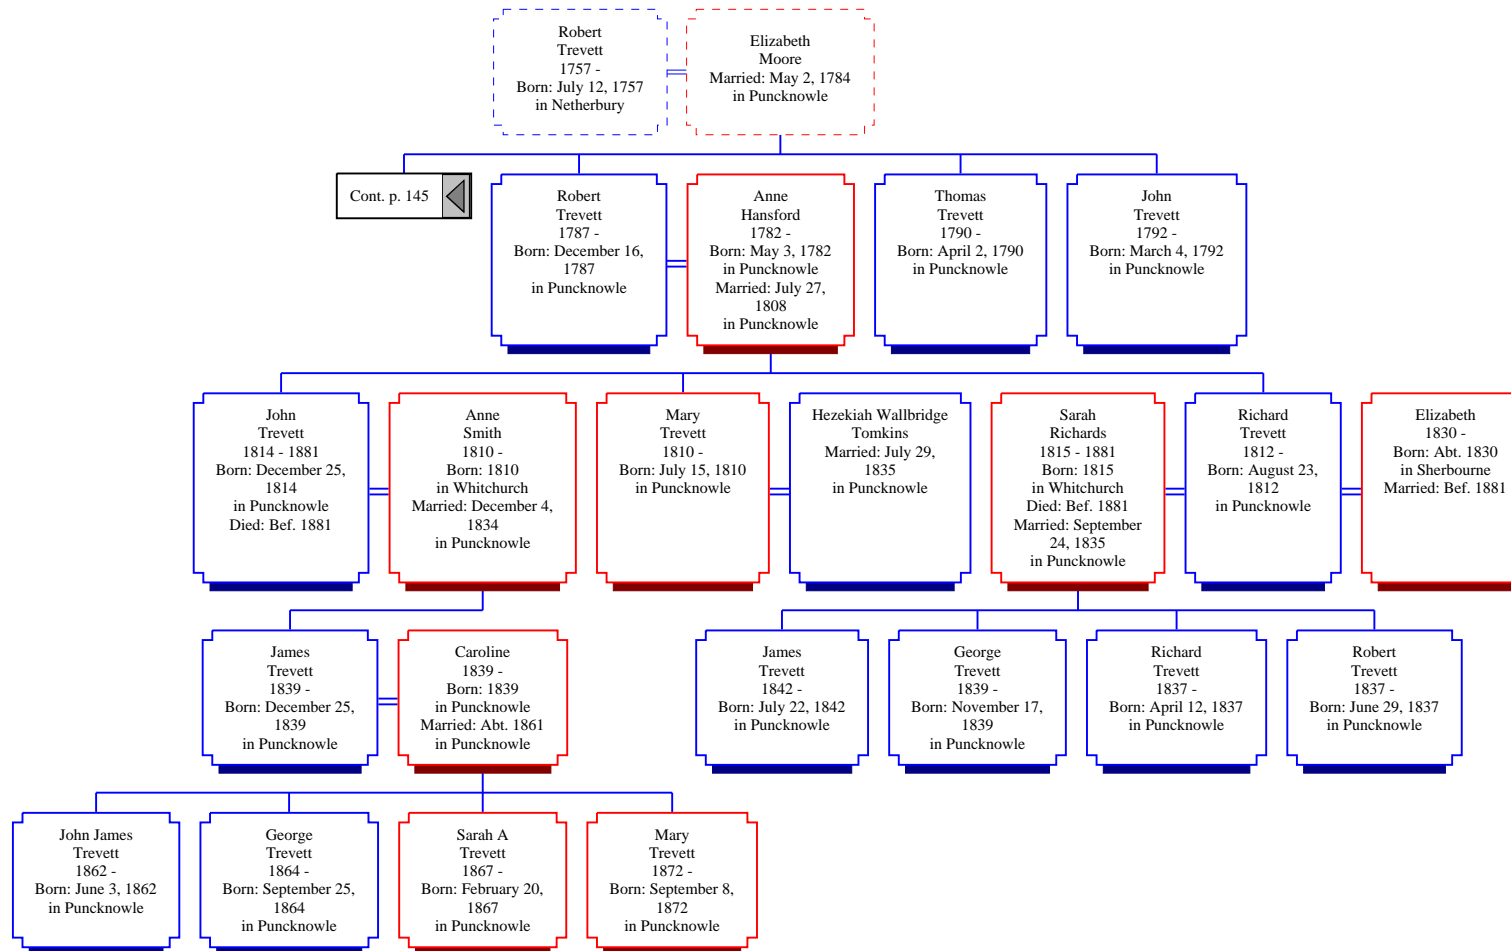 Robert
Trevett
1757 -
Born: July 12, 1757
in Netherbury
Elizabeth
Moore
Married: May 2, 1784
in Puncknowle
Cont. p. 145
Robert
Trevett
1787 -
Born: December 16,
1787
in Puncknowle
Anne
Hansford
1782 -
Born: May 3, 1782
in Puncknowle
Married: July 27,
1808
in Puncknowle
Thomas
Trevett
1790 -
Born: April 2, 1790
in Puncknowle
John
Trevett
1792 -
Born: March 4, 1792
in Puncknowle
John
Trevett
1814 - 1881
Born: December 25,
1814
in Puncknowle
Died: Bef. 1881
Anne
Smith
1810 -
Born: 1810
in Whitchurch
Married: December 4,
1834
in Puncknowle
Mary
Trevett
1810 -
Born: July 15, 1810
in Puncknowle
Hezekiah Wallbridge
Tomkins
Married: July 29,
1835
in Puncknowle
Sarah
Richards
1815 - 1881
Born: 1815
in Whitchurch
Died: Bef. 1881
Married: September
24, 1835
in Puncknowle
Richard
Trevett
1812 -
Born: August 23,
1812
in Puncknowle
Elizabeth
1830 -
Born: Abt. 1830
in Sherbourne
Married: Bef. 1881
James
Trevett
1839 -
Born: December 25,
1839
in Puncknowle
Caroline
1839 -
Born: 1839
in Puncknowle
Married: Abt. 1861
in Puncknowle
James
Trevett
1842 -
Born: July 22, 1842
in Puncknowle
George
Trevett
1839 -
Born: November 17,
1839
in Puncknowle
Richard
Trevett
1837 -
Born: April 12, 1837
in Puncknowle
Robert
Trevett
1837 -
Born: June 29, 1837
in Puncknowle
John James
Trevett
1862 -
Born: June 3, 1862
in Puncknowle
George
Trevett
1864 -
Born: September 25,
1864
in Puncknowle
Sarah A
Trevett
1867 -
Born: February 20,
1867
in Puncknowle
Mary
Trevett
1872 -
Born: September 8,
1872
in Puncknowle